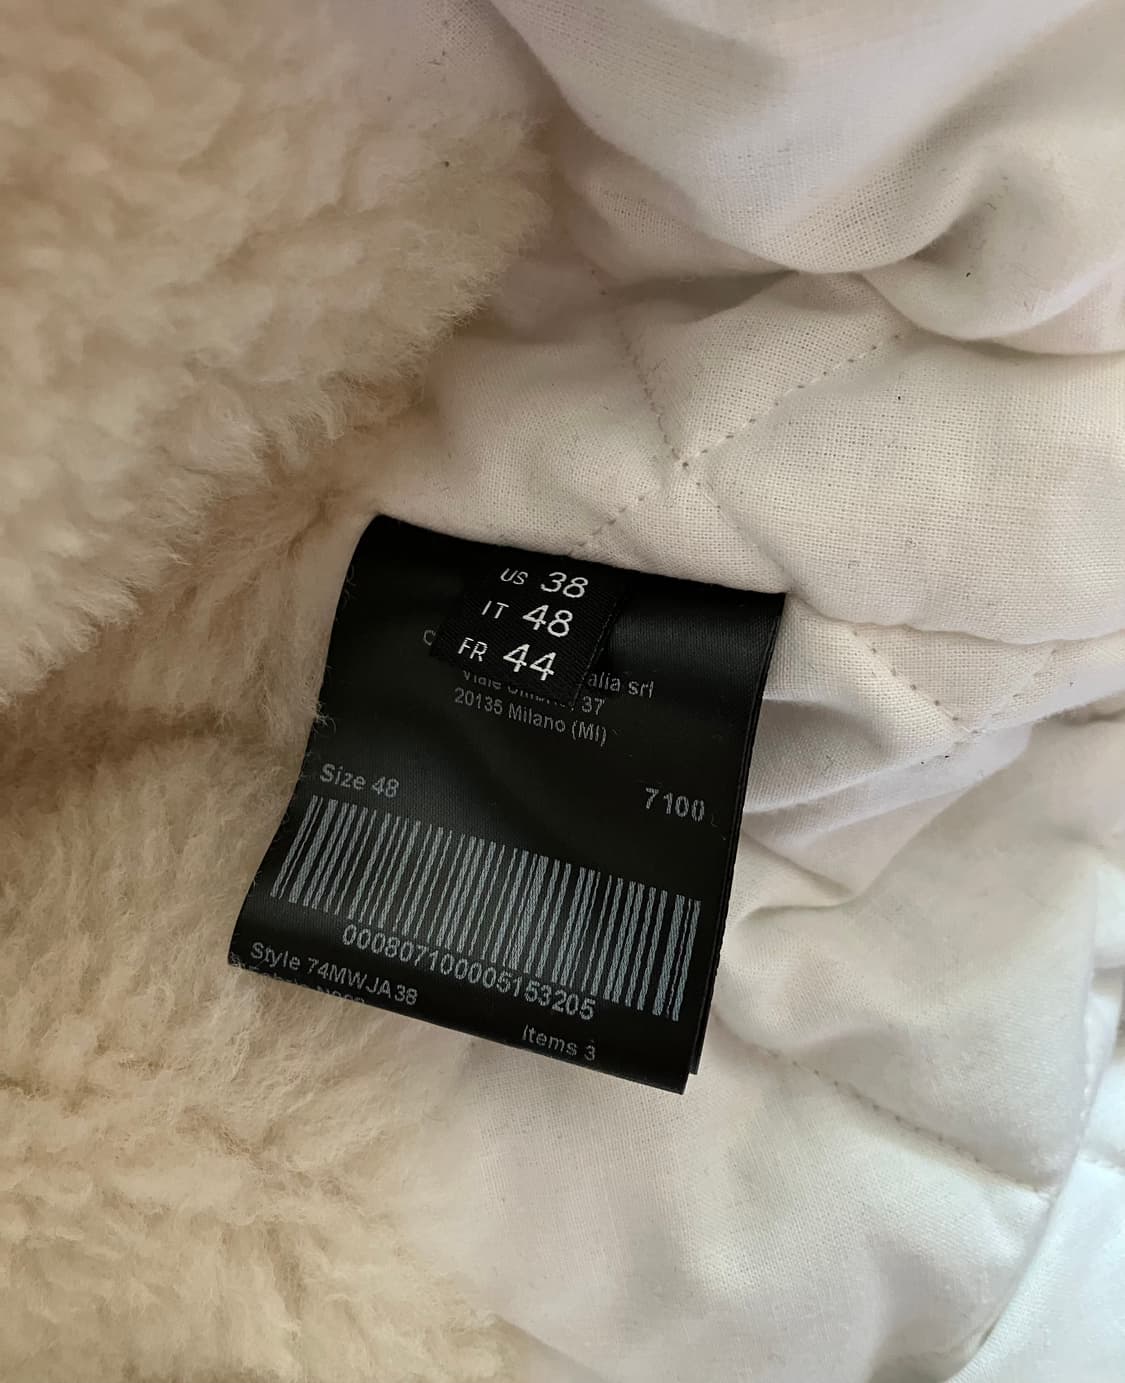 US 38
IT 48
FR 44
alia srl
Viale 37
20135 Milano (MI)
Size 48
7100
000807100005153205
Style 74MWJA38
Items 3